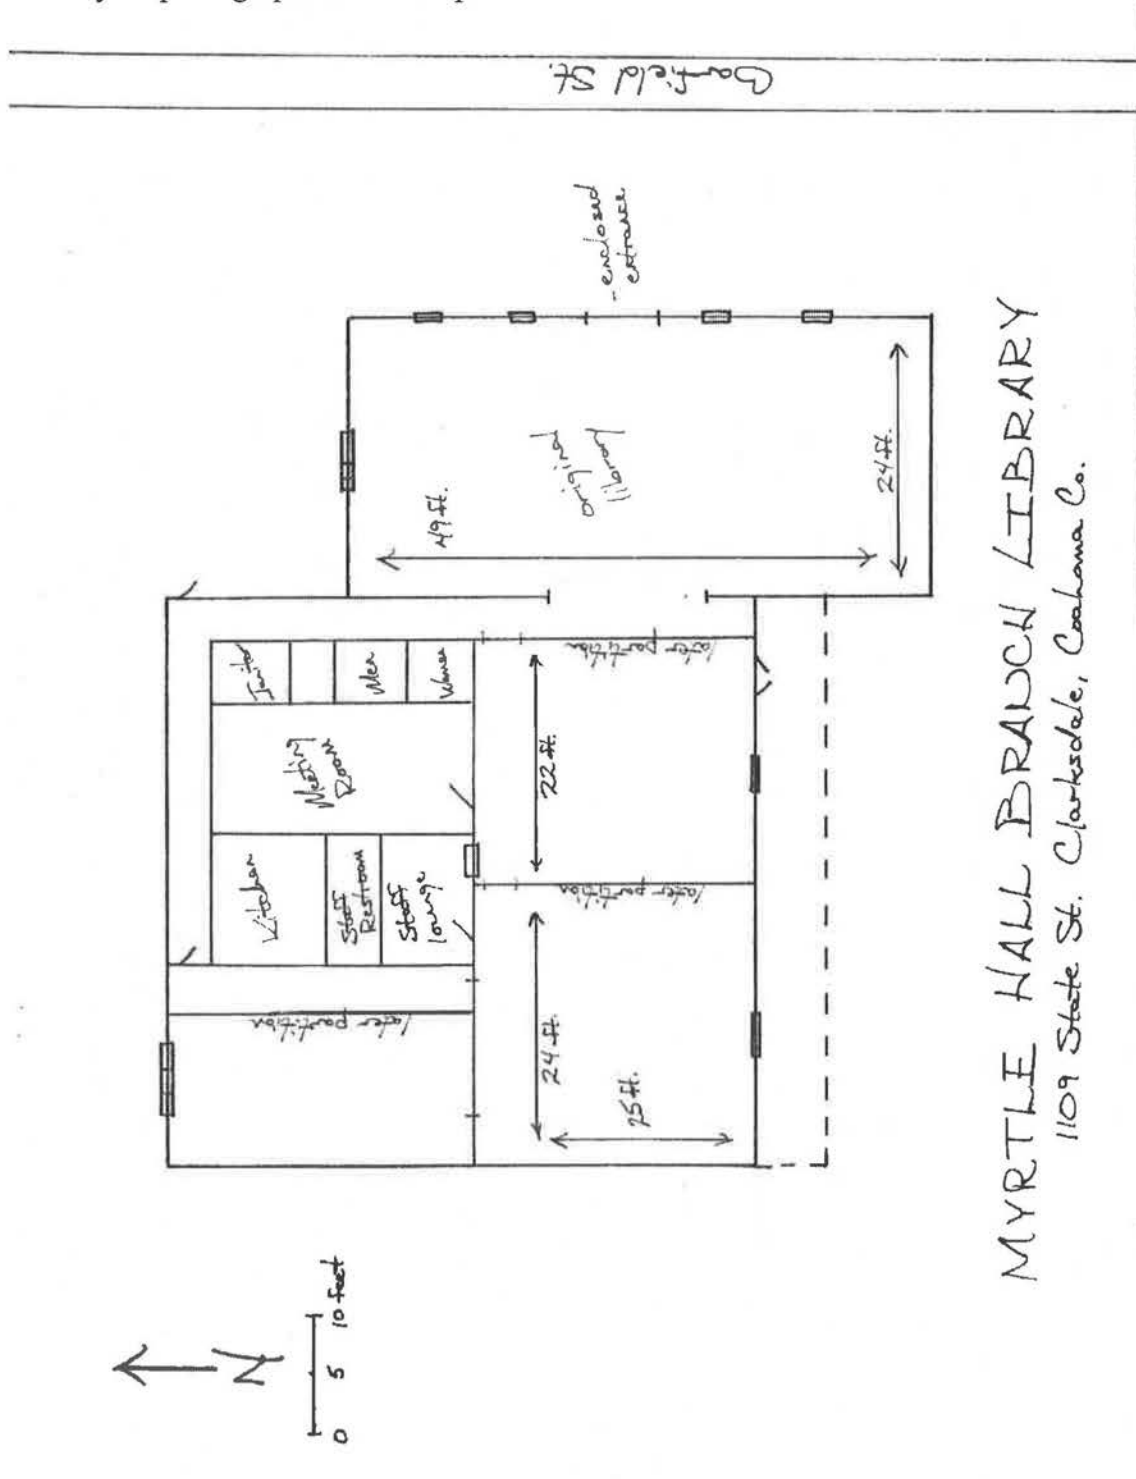 Garfield St.
- enclosed
entrance
original
library
49 ft.
24 ft.
later
partition
Janitor
Men
Women
Meeting
Room
22 ft.
Kitchen
Staff
Restroom
Staff
lounge
later partition
later partition
24 ft.
25 ft.
MYRTLE HALL BRANCH LIBRARY
1109 State St. Clarksdale, Coahoma Co.
N
0 5 10 feet